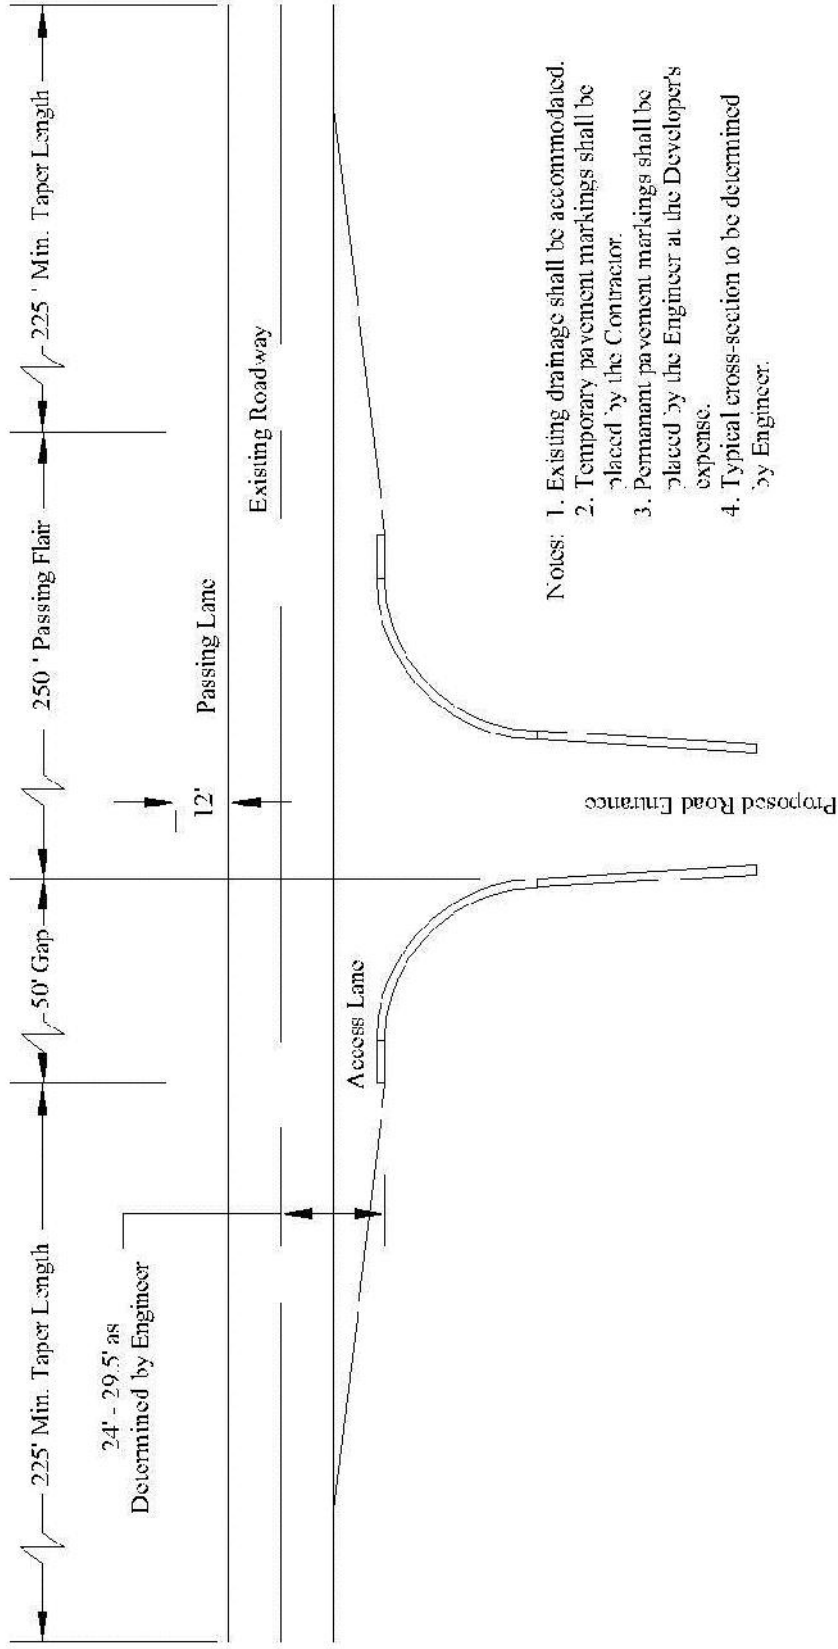 225' Min. Taper Length
50' Gap
250 ' Passing Flair
225 ' Min. Taper Length
24' - 29.5' as
Determined by Engineer
12'
Passing Lane
Existing Roadway
Access Lane
Proposed Road Entrance
Notes: 1. Existing drainage shall be accommodated.
2. Temporary pavement markings shall be
placed by the Contractor.
3. Permanant pavement markings shall be
placed by the Engineer at the Developer's
expense.
4. Typical cross-section to be determined
by Engineer.